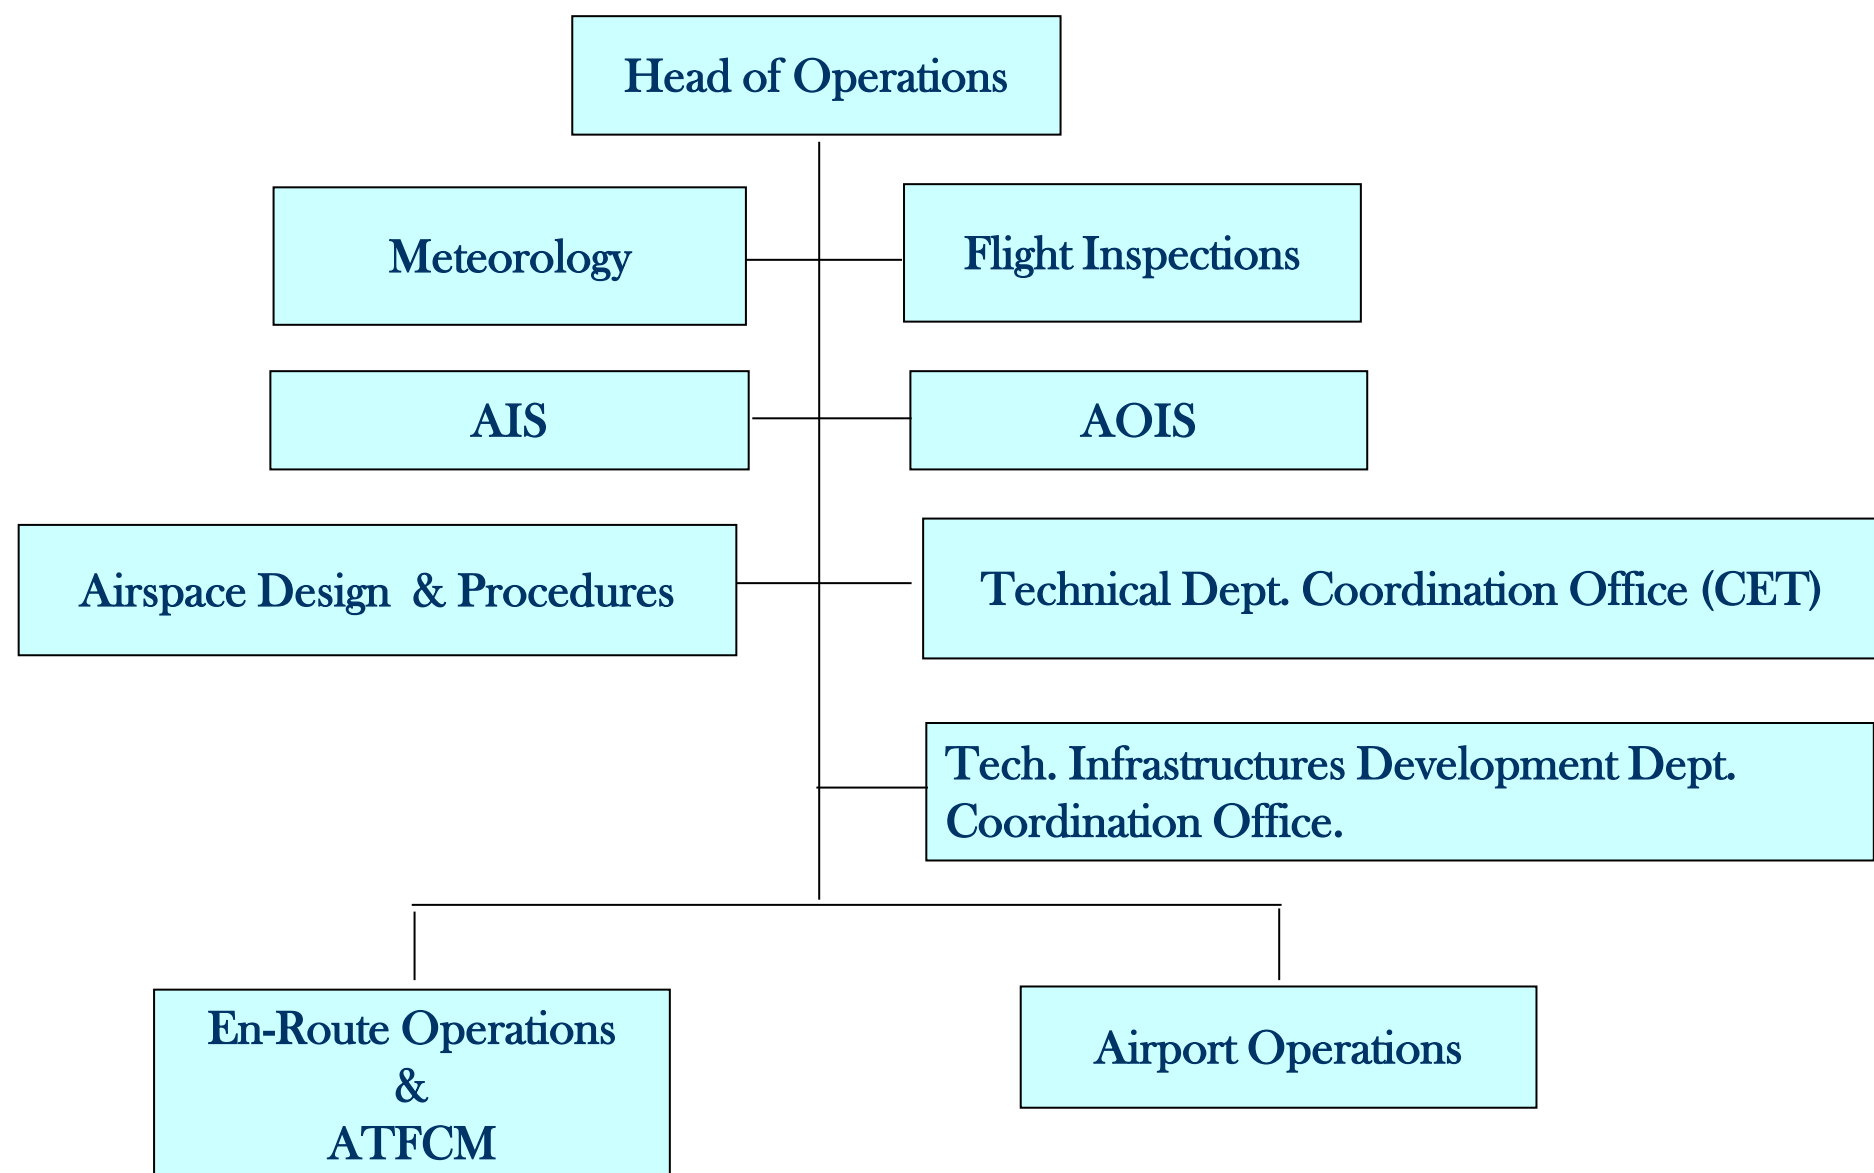 Head of Operations
Meteorology
Flight Inspections
AIS
AOIS
Airspace Design & Procedures
Technical Dept. Coordination Office (CET)
Tech. Infrastructures Development Dept.
Coordination Office.
En-Route Operations
&
ATFCM
Airport Operations